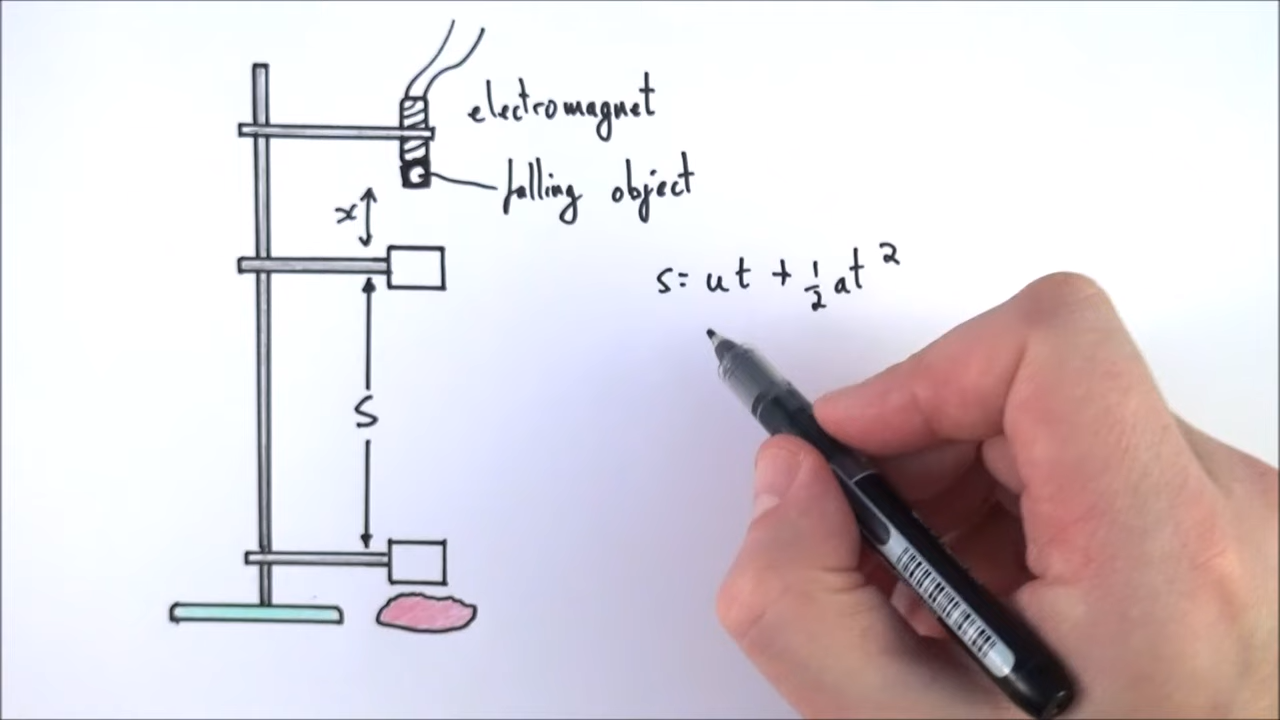 electromagnet
falling object
x
s= ut + ½at²
S